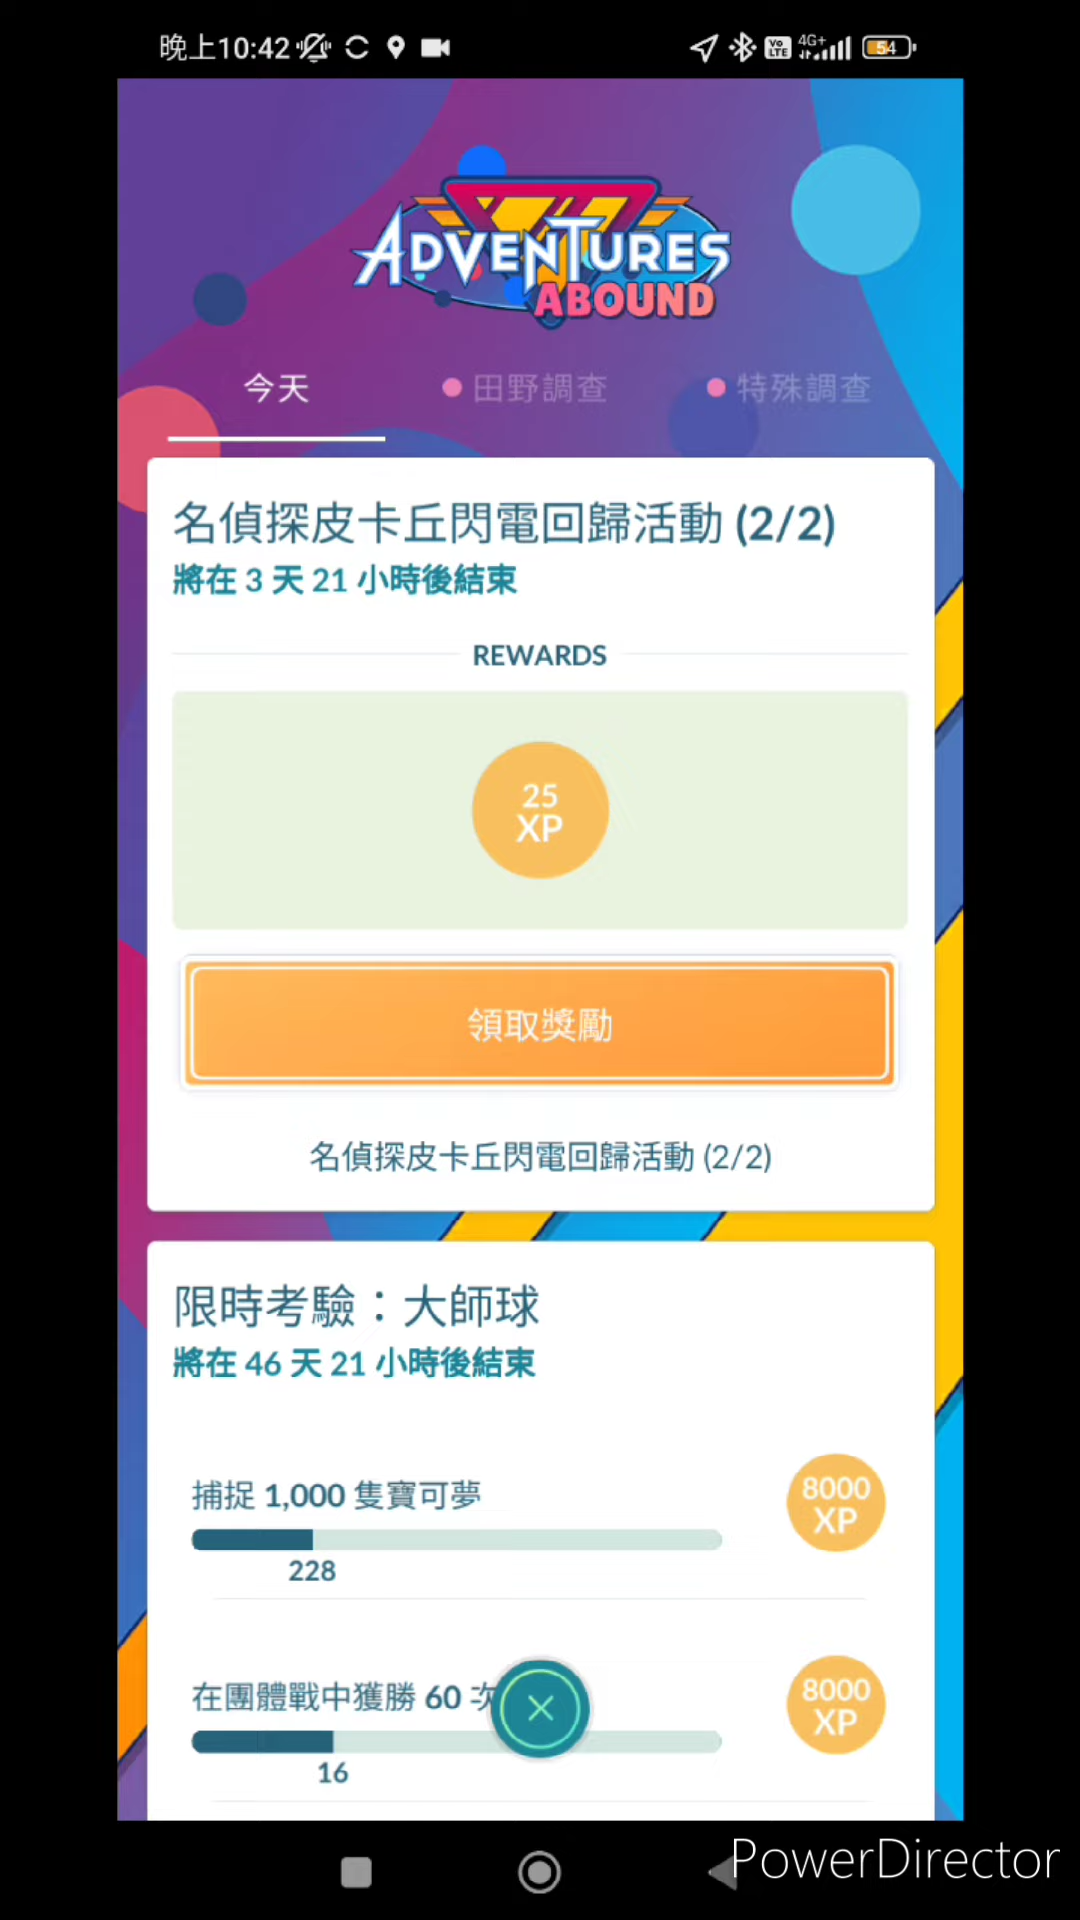 晚上10:42
Vo LTE 4G+ 54
ADVENTURES
ABOUND
今天 田野調查 特殊調查
名偵探皮卡丘閃電回歸活動 (2/2)
將在 3 天 21 小時後結束
REWARDS
25
XP
領取獎勵
名偵探皮卡丘閃電回歸活動 (2/2)
限時考驗：大師球
將在 46 天 21 小時後結束
捕捉 1,000 隻寶可夢
8000
XP
228
在團體戰中獲勝 60 次
8000
XP
16
PowerDirector